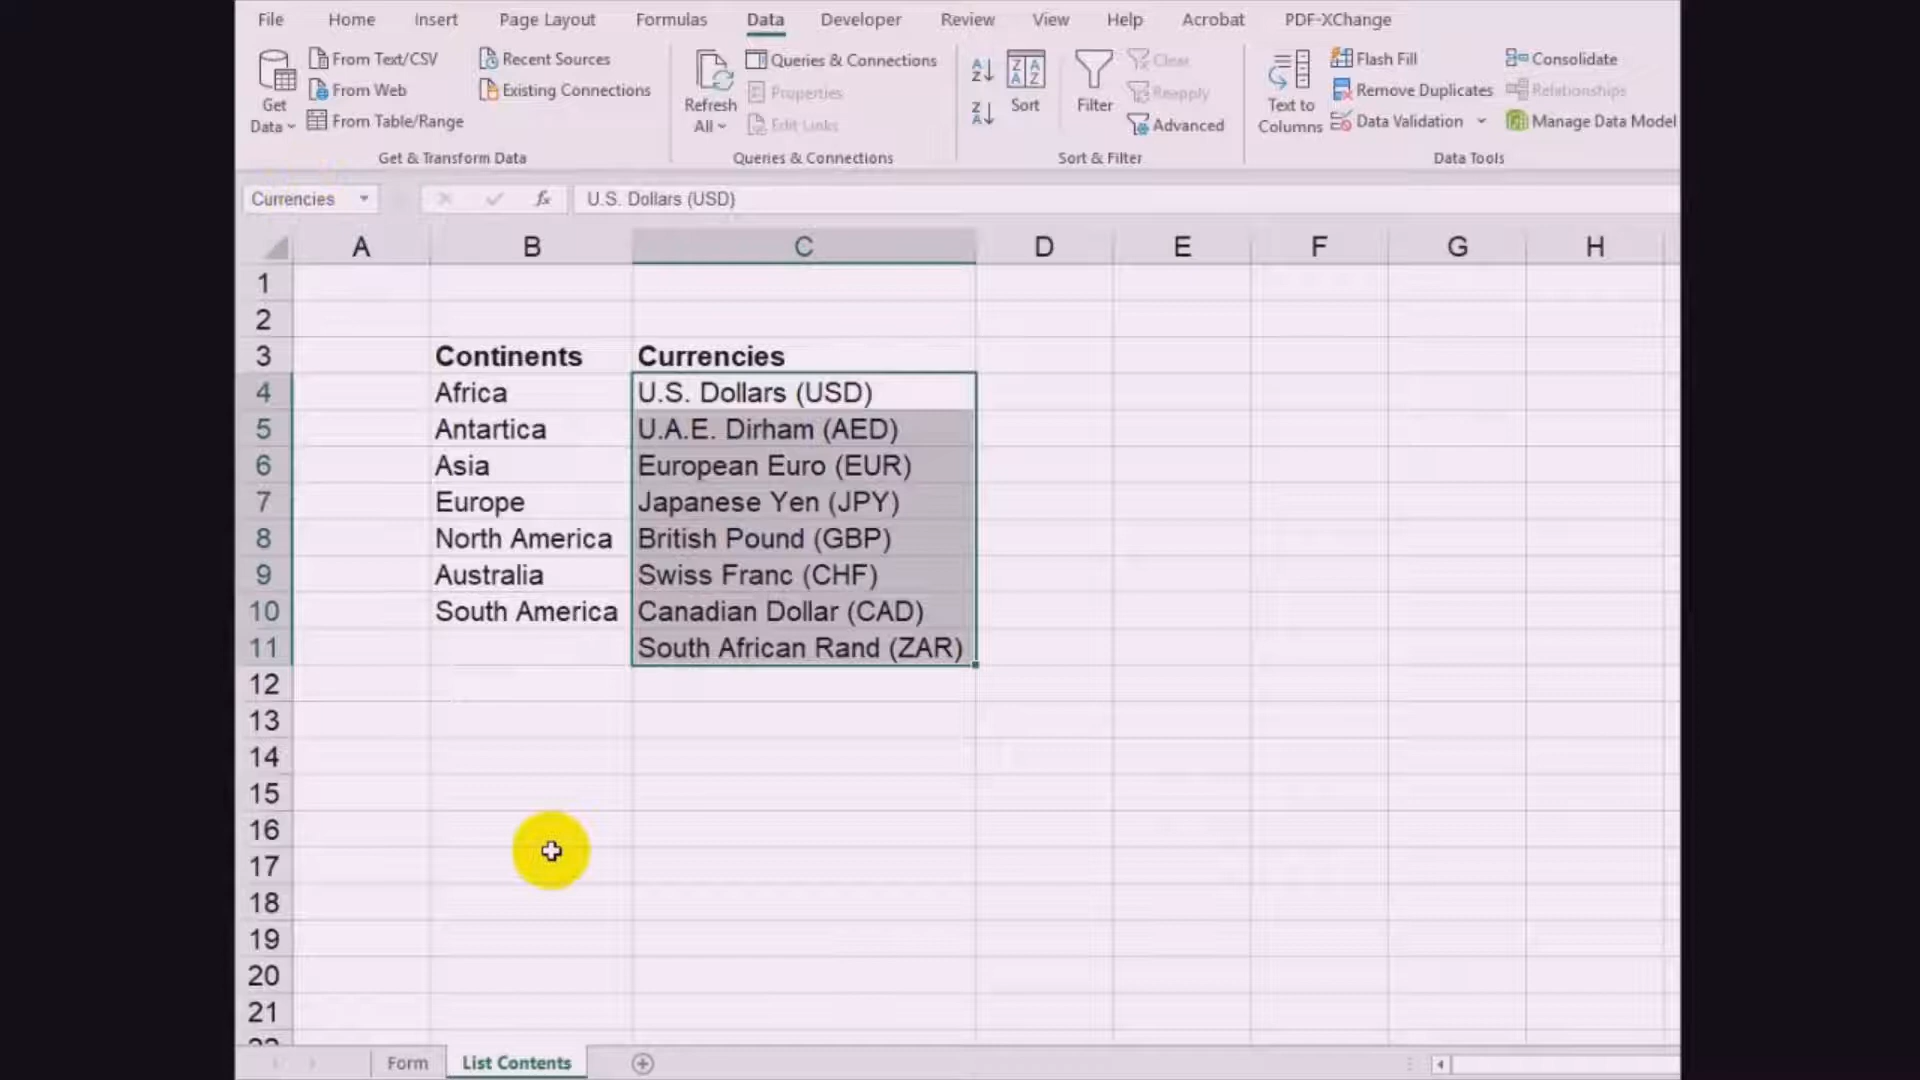 File Home Insert Page Layout Formulas Data Developer Review View Help Acrobat PDF-XChange
Get Data
From Text/CSV
From Web
From Table/Range
Recent Sources
Existing Connections
Get & Transform Data
Refresh All
Queries & Connections
Properties
Edit Links
Queries & Connections
Sort
Filter
Clear
Reapply
Advanced
Sort & Filter
Text to Columns
Flash Fill
Remove Duplicates
Data Validation
Consolidate
Relationships
Manage Data Model
Data Tools
Currencies fx U.S. Dollars (USD)
A B C D E F G H
1
2
3 Continents Currencies
4 Africa U.S. Dollars (USD)
5 Antartica U.A.E. Dirham (AED)
6 Asia European Euro (EUR)
7 Europe Japanese Yen (JPY)
8 North America British Pound (GBP)
9 Australia Swiss Franc (CHF)
10 South America Canadian Dollar (CAD)
11 South African Rand (ZAR)
12
13
14
15
16
17
18
19
20
21
22
Form List Contents